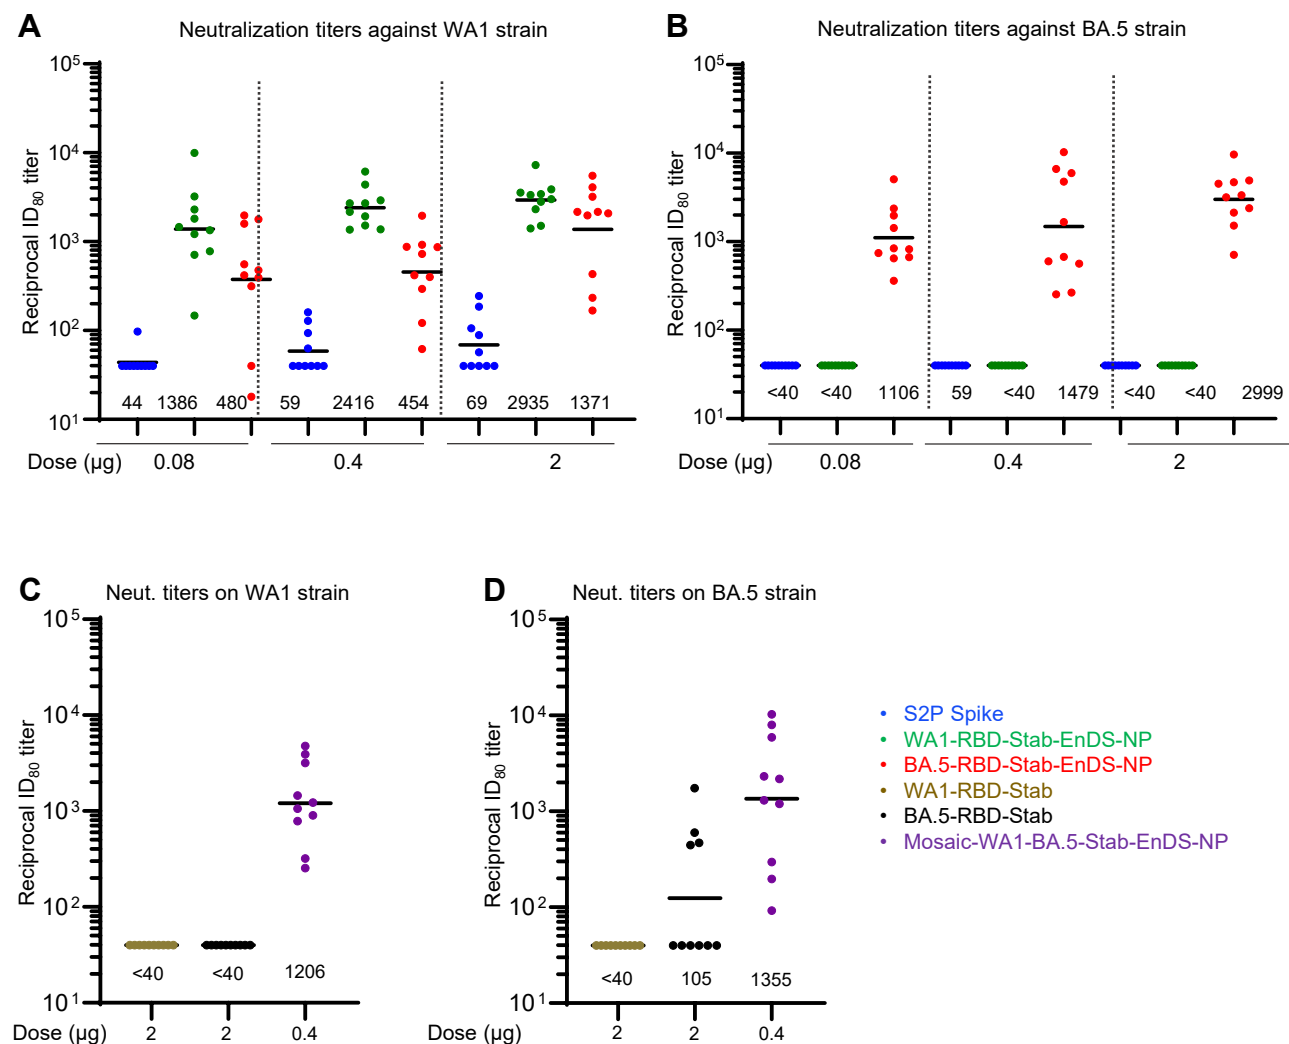 A
Neutralization titers against WA1 strain
Reciprocal ID80 titer
10^5
10^4
10^3
10^2
10^1
44 1386 480 59 2416 454 69 2935 1371
Dose (µg) 0.08 0.4 2
B
Neutralization titers against BA.5 strain
Reciprocal ID80 titer
10^5
10^4
10^3
10^2
10^1
<40 <40 1106 59 <40 1479 <40 <40 2999
Dose (µg) 0.08 0.4 2
C
Neut. titers on WA1 strain
Reciprocal ID80 titer
10^5
10^4
10^3
10^2
10^1
<40 <40 1206
Dose (µg) 2 2 0.4
D
Neut. titers on BA.5 strain
Reciprocal ID80 titer
10^5
10^4
10^3
10^2
10^1
<40 105 1355
Dose (µg) 2 2 0.4
S2P Spike
WA1-RBD-Stab-EnDS-NP
BA.5-RBD-Stab-EnDS-NP
WA1-RBD-Stab
BA.5-RBD-Stab
Mosaic-WA1-BA.5-Stab-EnDS-NP